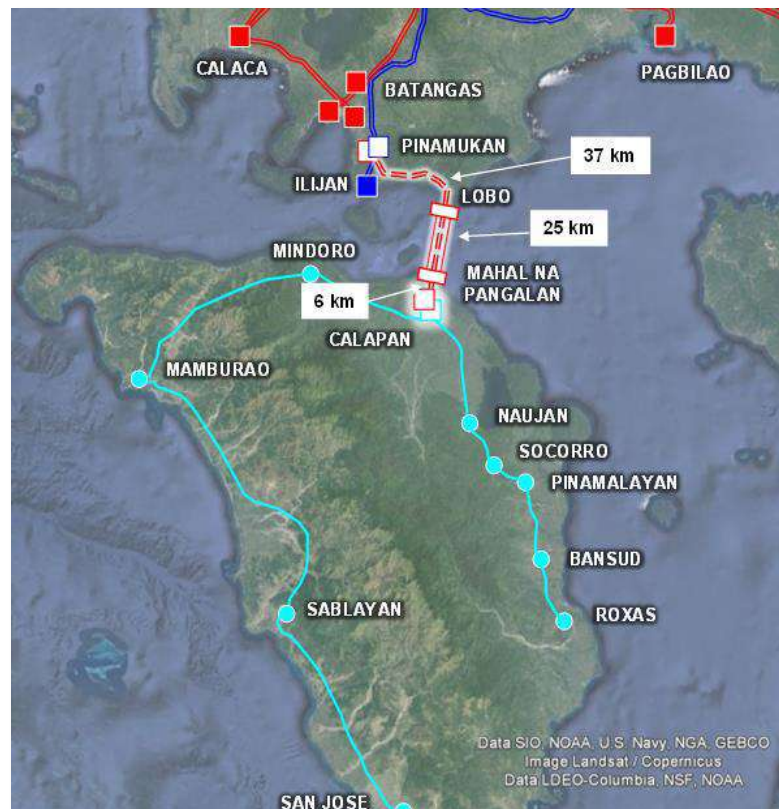 CALACA
PAGBILAO
BATANGAS
PINAMUKAN
37 km
ILIJAN
LOBO
25 km
MINDORO
MAHAL NA
PANGALAN
6 km
CALAPAN
MAMBURAO
NAUJAN
SOCORRO
PINAMALAYAN
BANSUD
SABLAYAN
ROXAS
Data SIO, NOAA, U.S. Navy, NGA, GEBCO
Image Landsat / Copernicus
Data LDEO-Columbia, NSF, NOAA
SAN JOSE